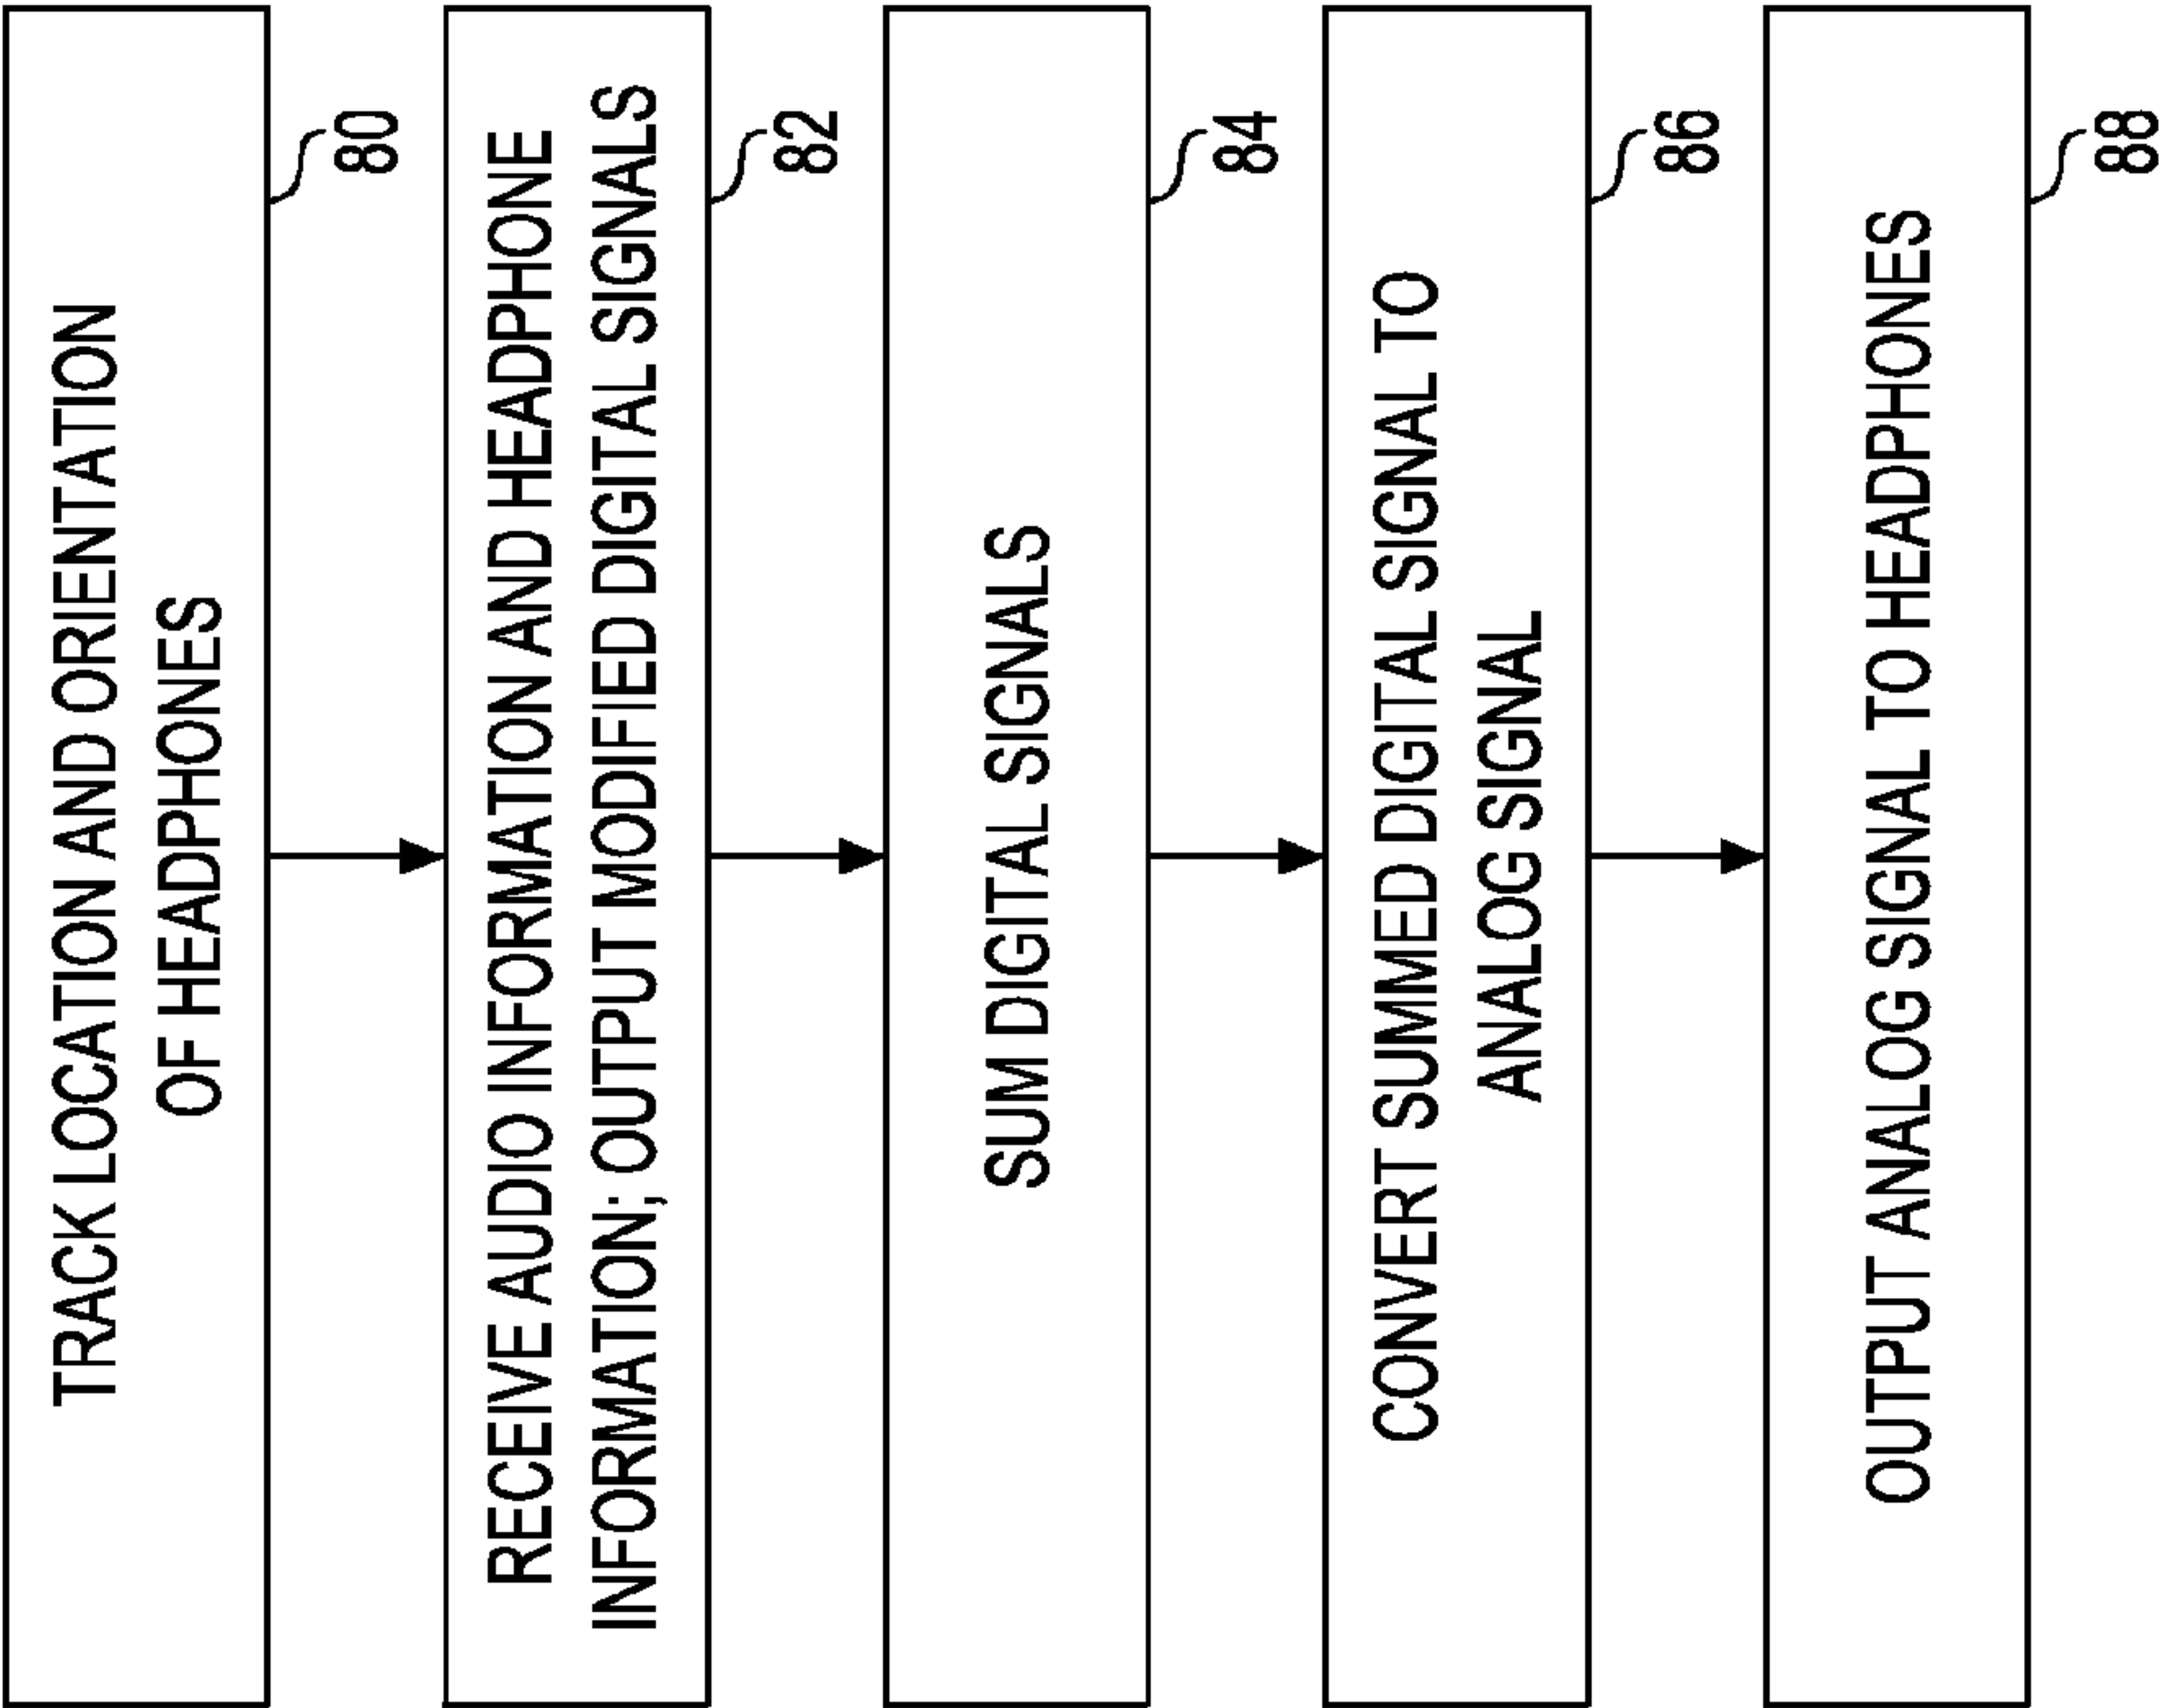 TRACK LOCATION AND ORIENTATION
OF HEADPHONES
80
RECEIVE AUDIO INFORMATION AND HEADPHONE
INFORMATION; OUTPUT MODIFIED DIGITAL SIGNALS
82
SUM DIGITAL SIGNALS
84
CONVERT SUMMED DIGITAL SIGNAL TO
ANALOG SIGNAL
86
OUTPUT ANALOG SIGNAL TO HEADPHONES
88